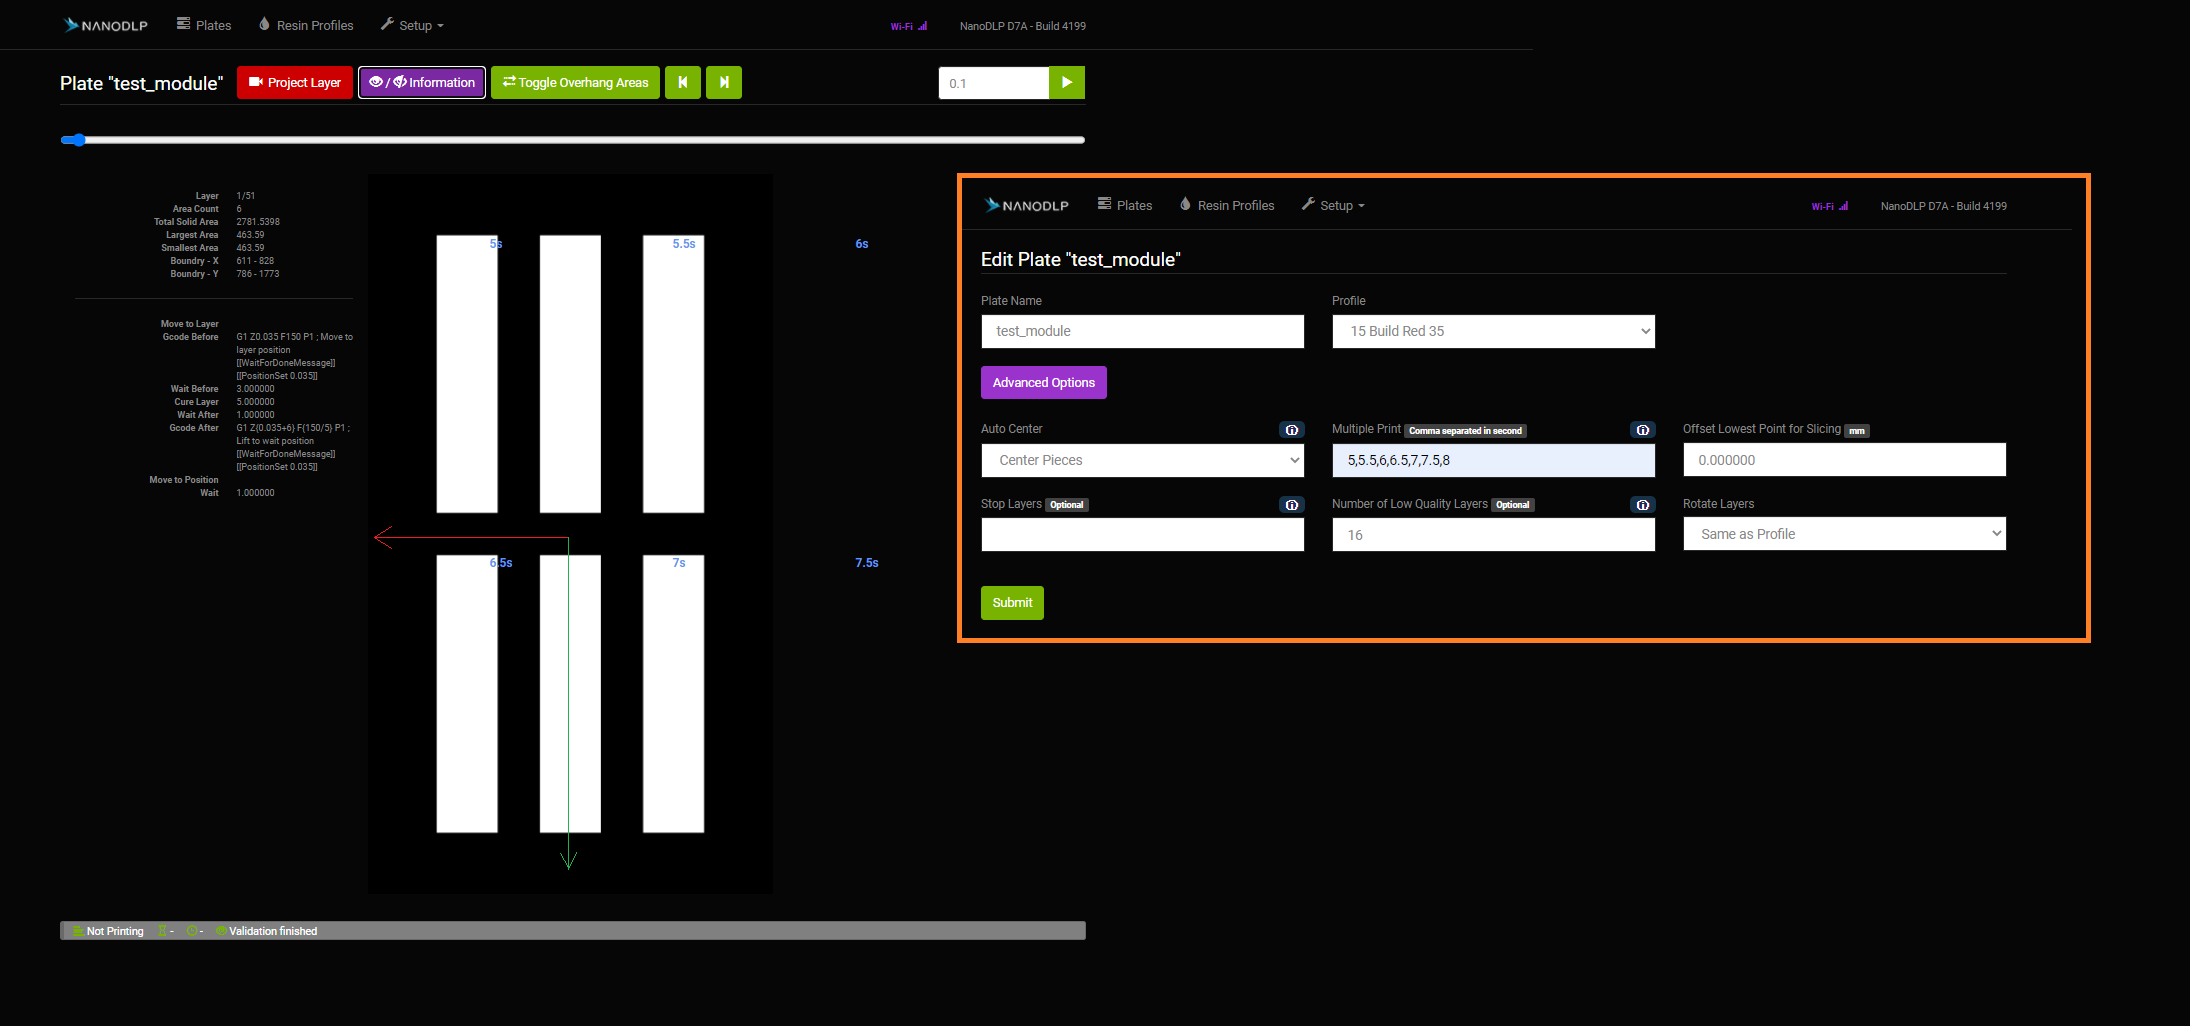 NANODLP Plates Resin Profiles Setup Wi-Fi NanoDLP D7A - Build 4199
Plate "test_module" Project Layer / Information Toggle Overhang Areas 0.1
Layer 1/51
Area Count 6
Total Solid Area 2781.5398
Largest Area 463.59
Smallest Area 463.59
Boundry - X 611 - 828
Boundry - Y 786 - 1773
Move to Layer
Gcode Before G1 Z0.035 F150 P1 ; Move to
layer position
[[WaitForDoneMessage]]
[[PositionSet 0.035]]
Wait Before 3.000000
Cure Layer 5.000000
Wait After 1.000000
Gcode After G1 Z{0.035+6} F{150/5} P1 ;
Lift to wait position
[[WaitForDoneMessage]]
[[PositionSet 0.035]]
Move to Position
Wait 1.000000
5s 5.5s 6s
6.5s 7s 7.5s
NANODLP Plates Resin Profiles Setup Wi-Fi NanoDLP D7A - Build 4199
Edit Plate "test_module"
Plate Name Profile
test_module 15 Build Red 35
Advanced Options
Auto Center Multiple Print Comma separated in second Offset Lowest Point for Slicing mm
Center Pieces 5,5.5,6,6.5,7,7.5,8 0.000000
Stop Layers Optional Number of Low Quality Layers Optional Rotate Layers
16 Same as Profile
Submit
Not Printing - - Validation finished